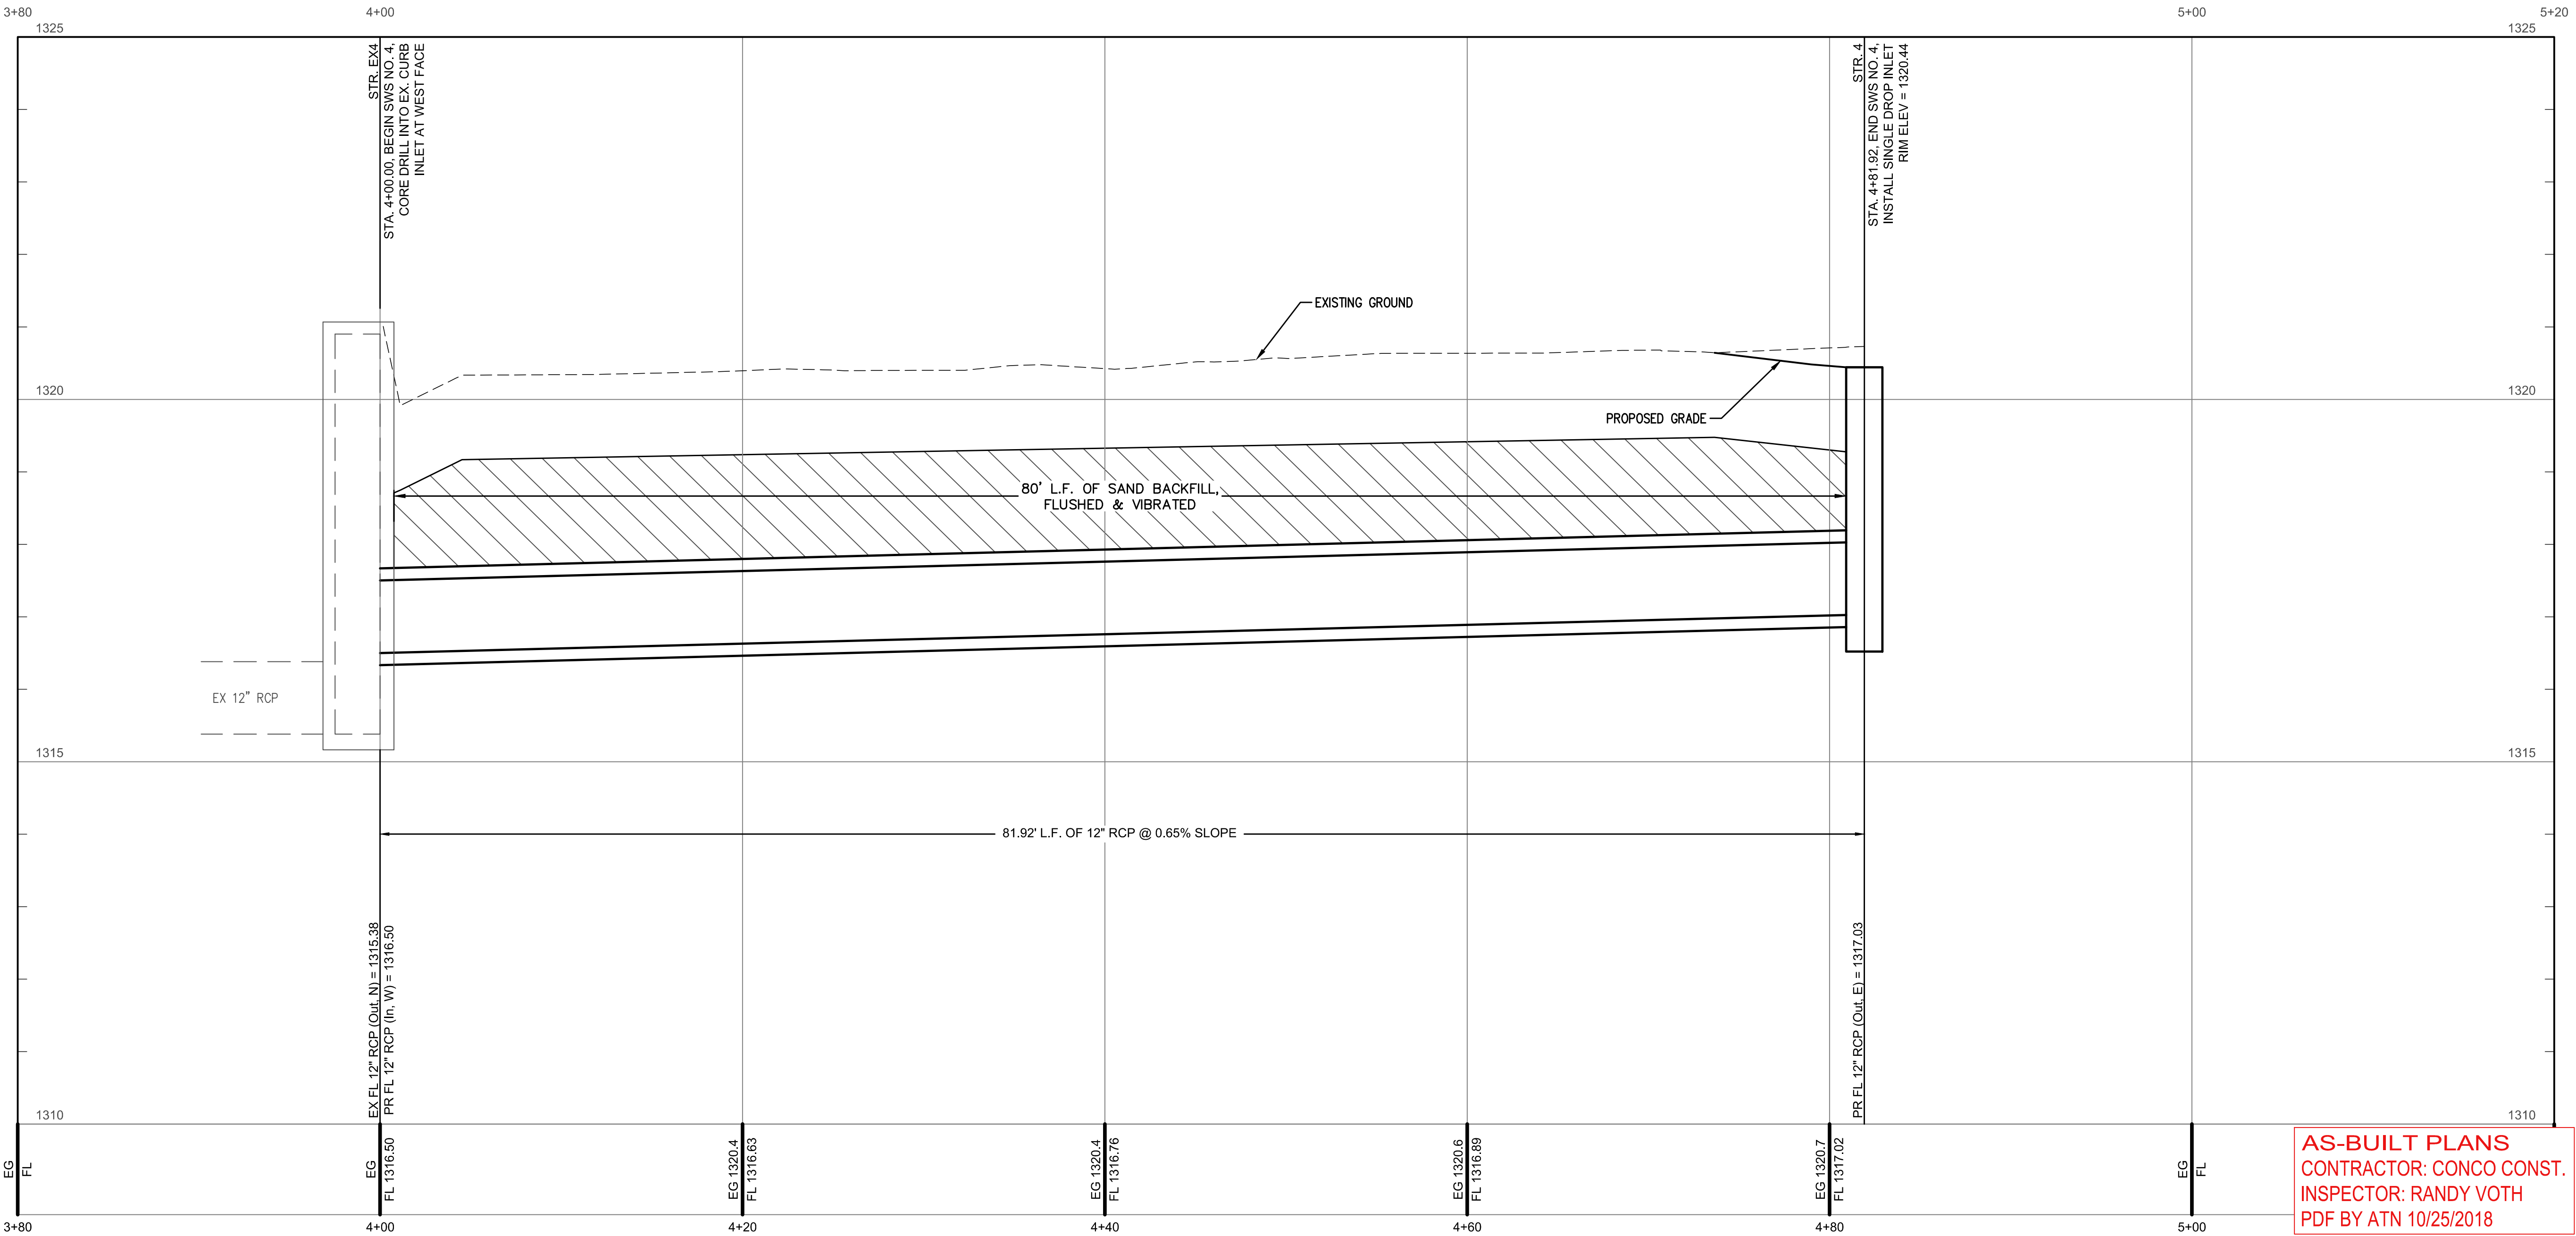 3+80
4+00
5+00
5+20
1325
1325
STR. EX4
STA. 4+00.00, BEGIN SWS NO. 4,
CORE DRILL INTO EX. CURB
INLET AT WEST FACE
STR. 4
STA. 4+81.92, END SWS NO. 4,
INSTALL SINGLE DROP INLET
RIM ELEV = 1320.44
EXISTING GROUND
1320
1320
PROPOSED GRADE
80' L.F. OF SAND BACKFILL,
FLUSHED & VIBRATED
EX 12" RCP
1315
1315
81.92' L.F. OF 12" RCP @ 0.65% SLOPE
EX FL 12" RCP (Out, N) = 1315.38
PR FL 12" RCP (In, W) = 1316.50
PR FL 12" RCP (Out, E) = 1317.03
1310
1310
EG
FL
EG
FL 1316.50
EG 1320.4
FL 1316.63
EG 1320.4
FL 1316.76
EG 1320.6
FL 1316.89
EG 1320.7
FL 1317.02
EG
FL
3+80
4+00
4+20
4+40
4+60
4+80
5+00
AS-BUILT PLANS
CONTRACTOR: CONCO CONST.
INSPECTOR: RANDY VOTH
PDF BY ATN 10/25/2018